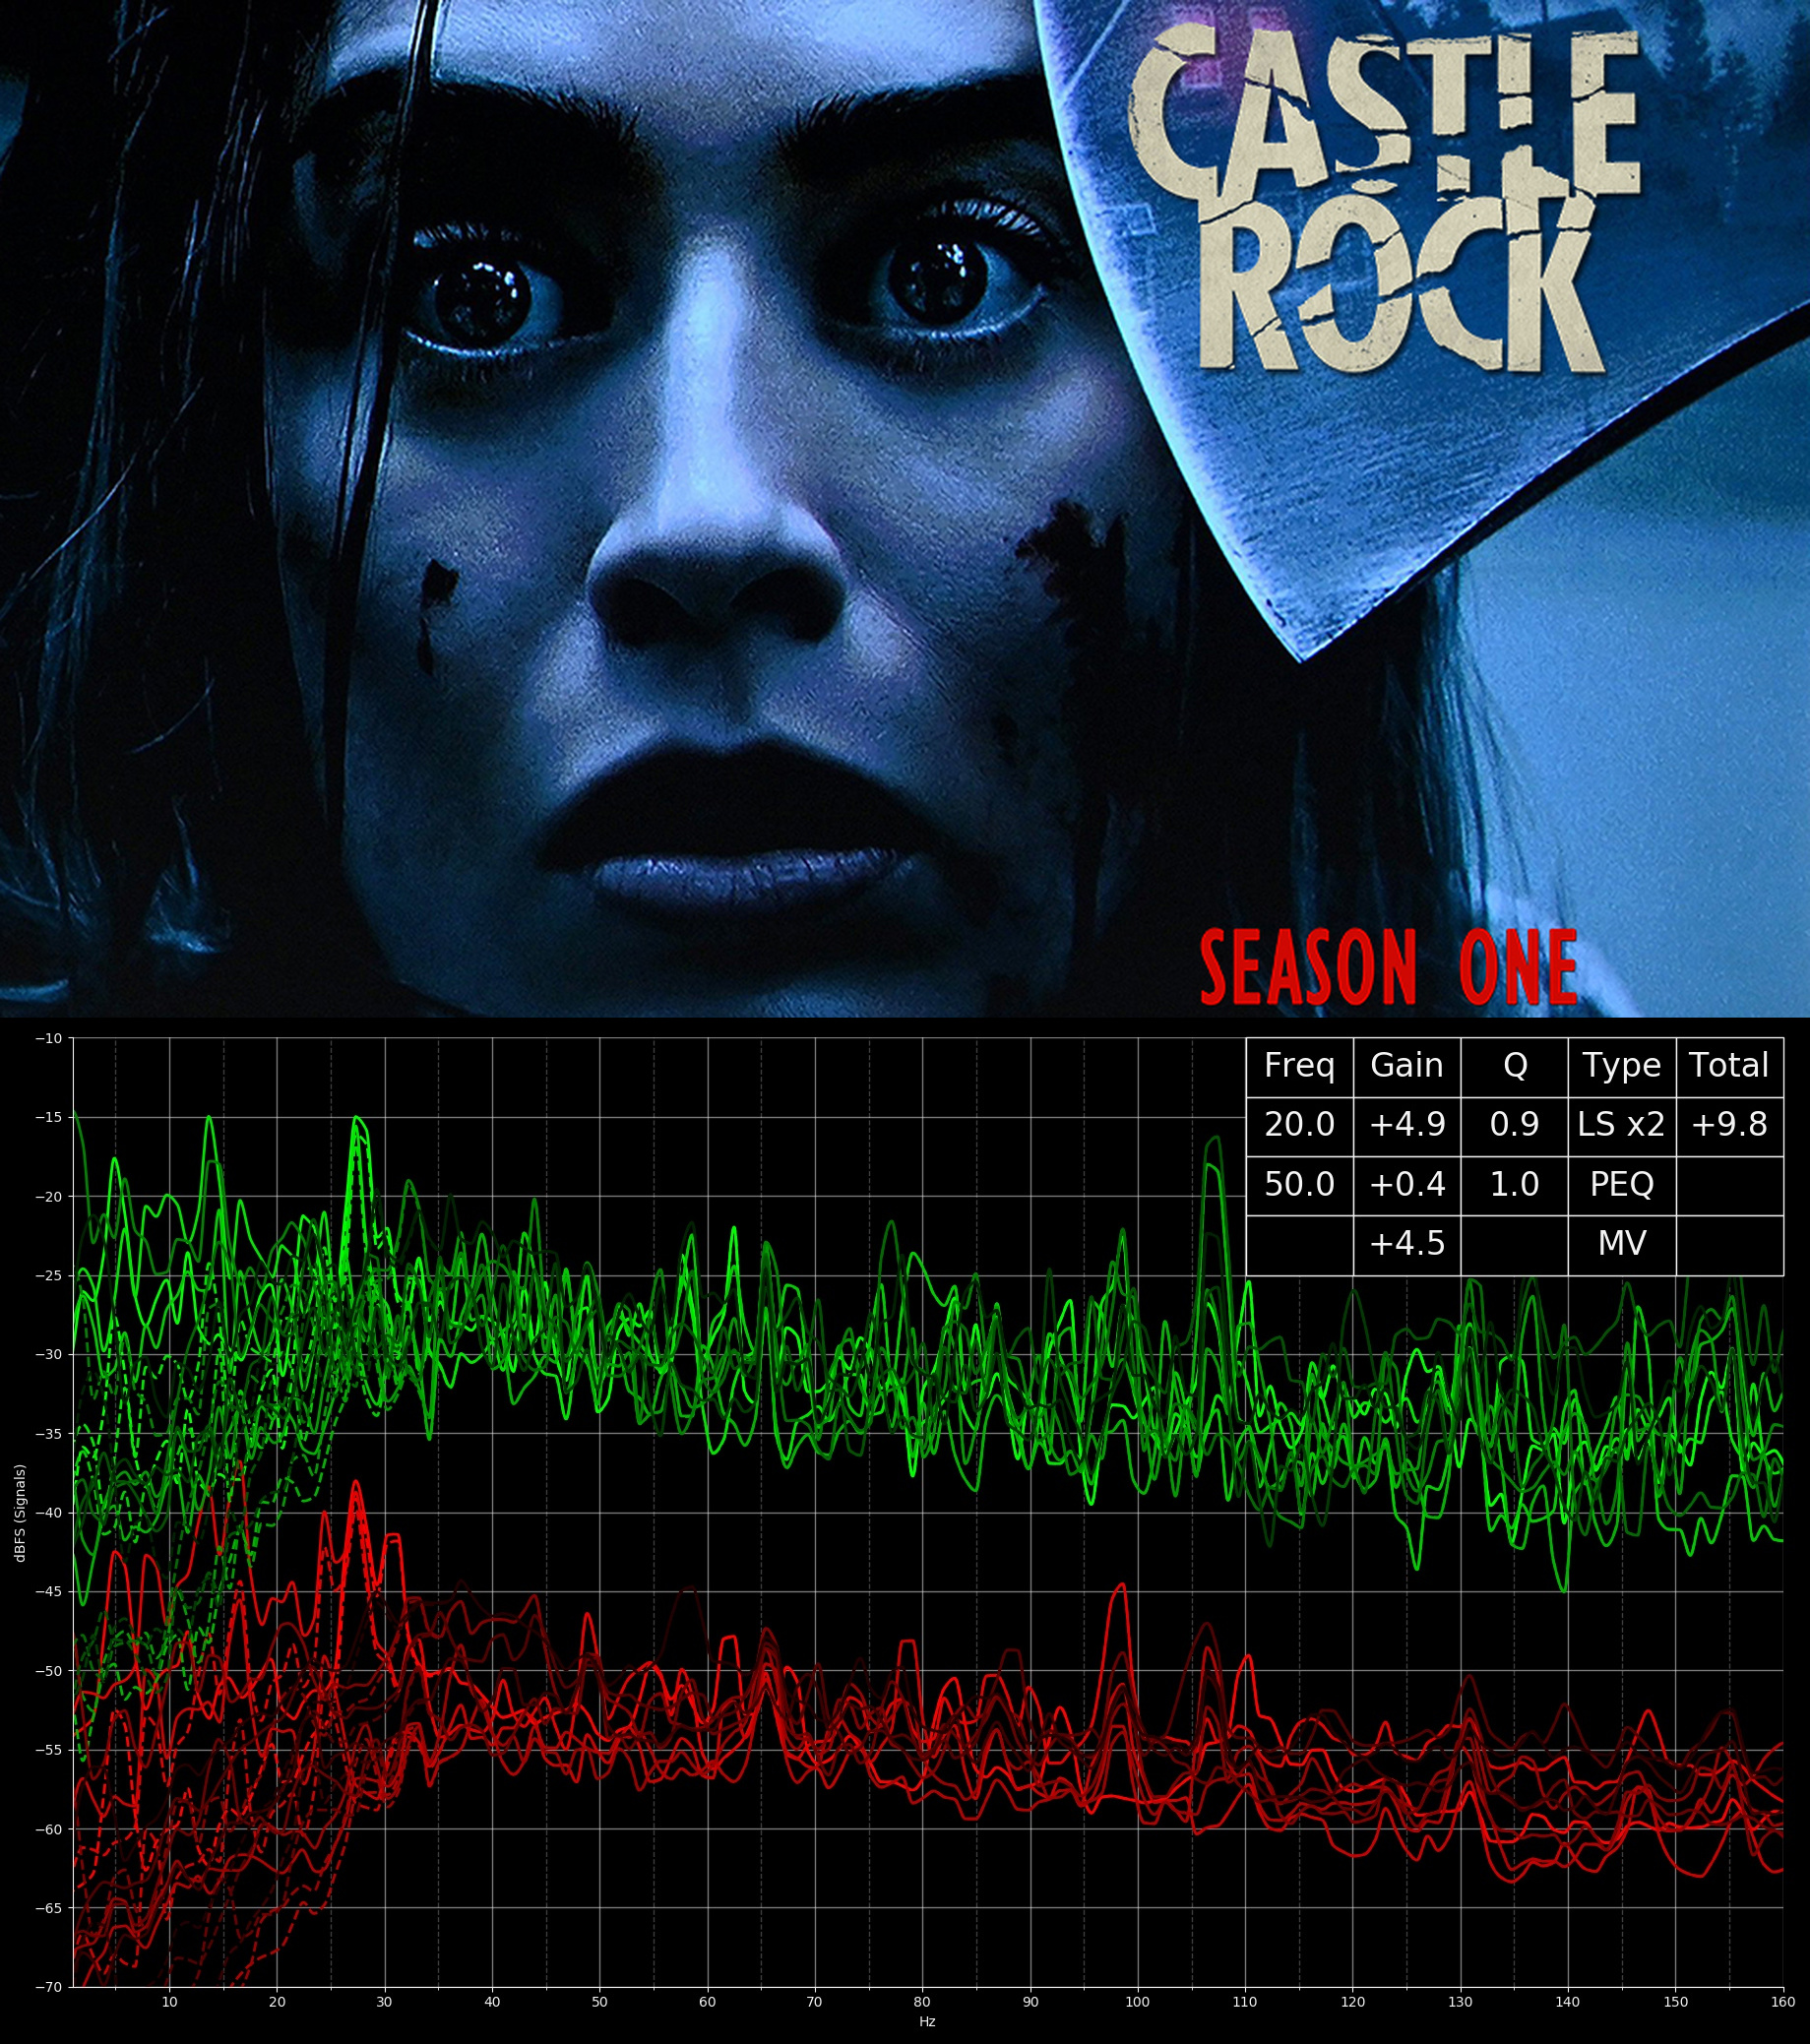 CASTLE
ROCK
SEASON ONE
Freq Gain Q Type Total
20.0 +4.9 0.9 LS x2 +9.8
50.0 +0.4 1.0 PEQ
+4.5 MV
−10
−15
−20
−25
−30
−35
−40
−45
−50
−55
−60
−65
−70
dBFS (Signals)
10 20 30 40 50 60 70 80 90 100 110 120 130 140 150 160
Hz